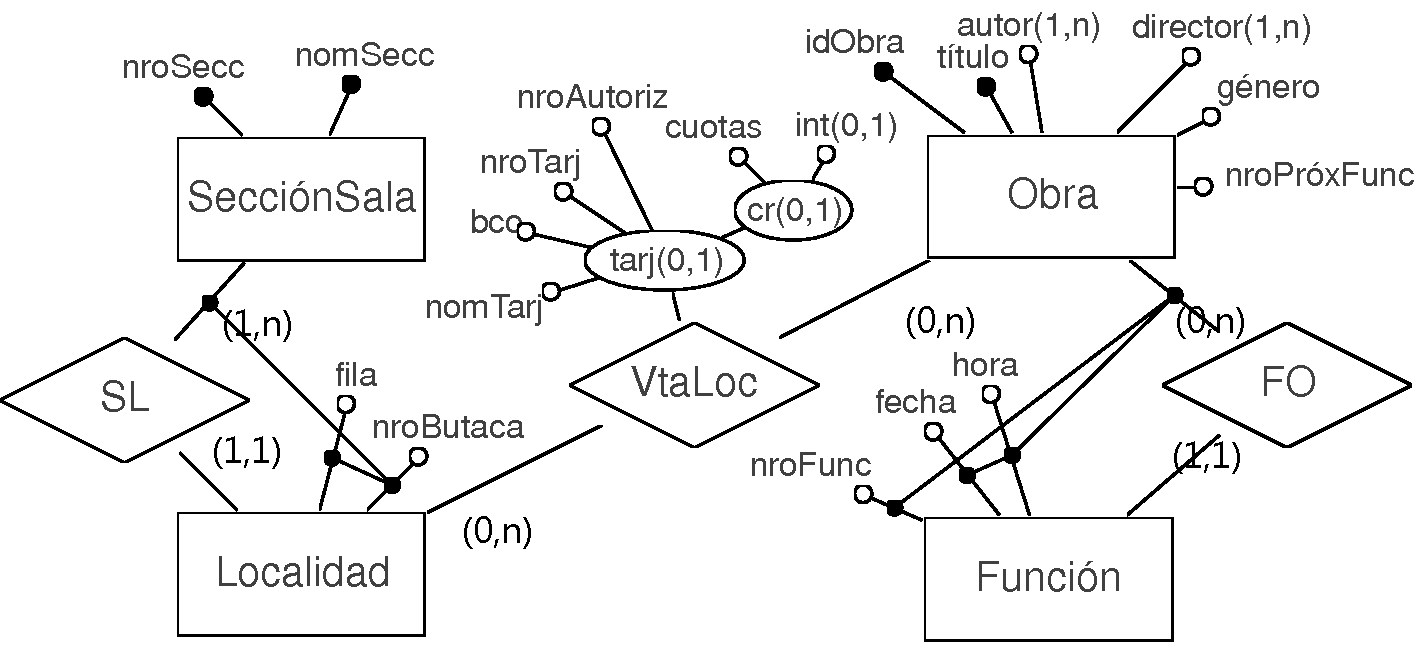 autor(1,n)
director(1,n)
idObra
título
nomSecc
nroSecc
género
nroAutoriz
cuotas
int(0,1)
nroTarj
nroPróxFunc
SecciónSala
Obra
cr(0,1)
bco
tarj(0,1)
nomTarj
(1,n)
(0,n)
(0,n)
fila
hora
SL
VtaLoc
FO
fecha
nroButaca
(1,1)
(1,1)
nroFunc
(0,n)
Localidad
Función